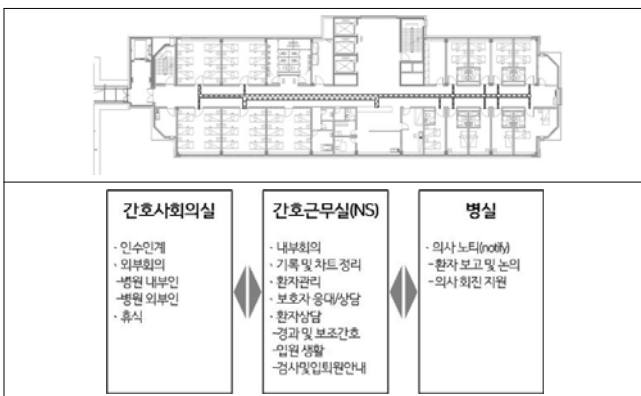 간호사회의실
· 인수인계
· 외부회의
-병원 내부인
-병원 외부인
· 휴식
간호근무실(NS)
· 내부회의
· 기록 및 차트 정리
· 환자관리
· 보호자 응대/상담
· 환자상담
-경과 및 보조간호
-입원 생활
-검사및입퇴원안내
병실
· 의사 노티(notify)
-환자 보고 및 논의
-의사 회진 지원